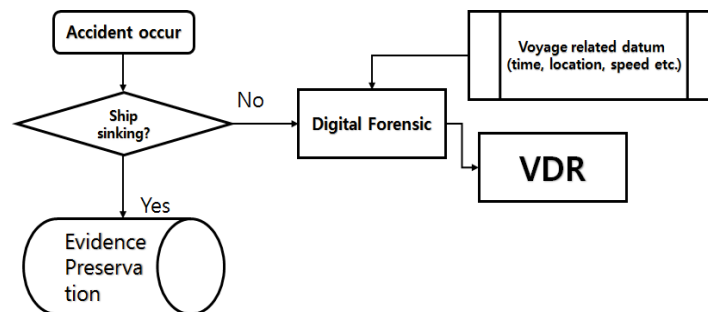 Accident occur
Voyage related datum
(time, location, speed etc.)
Ship
sinking?
No
Digital Forensic
VDR
Yes
Evidence
Preserva
tion